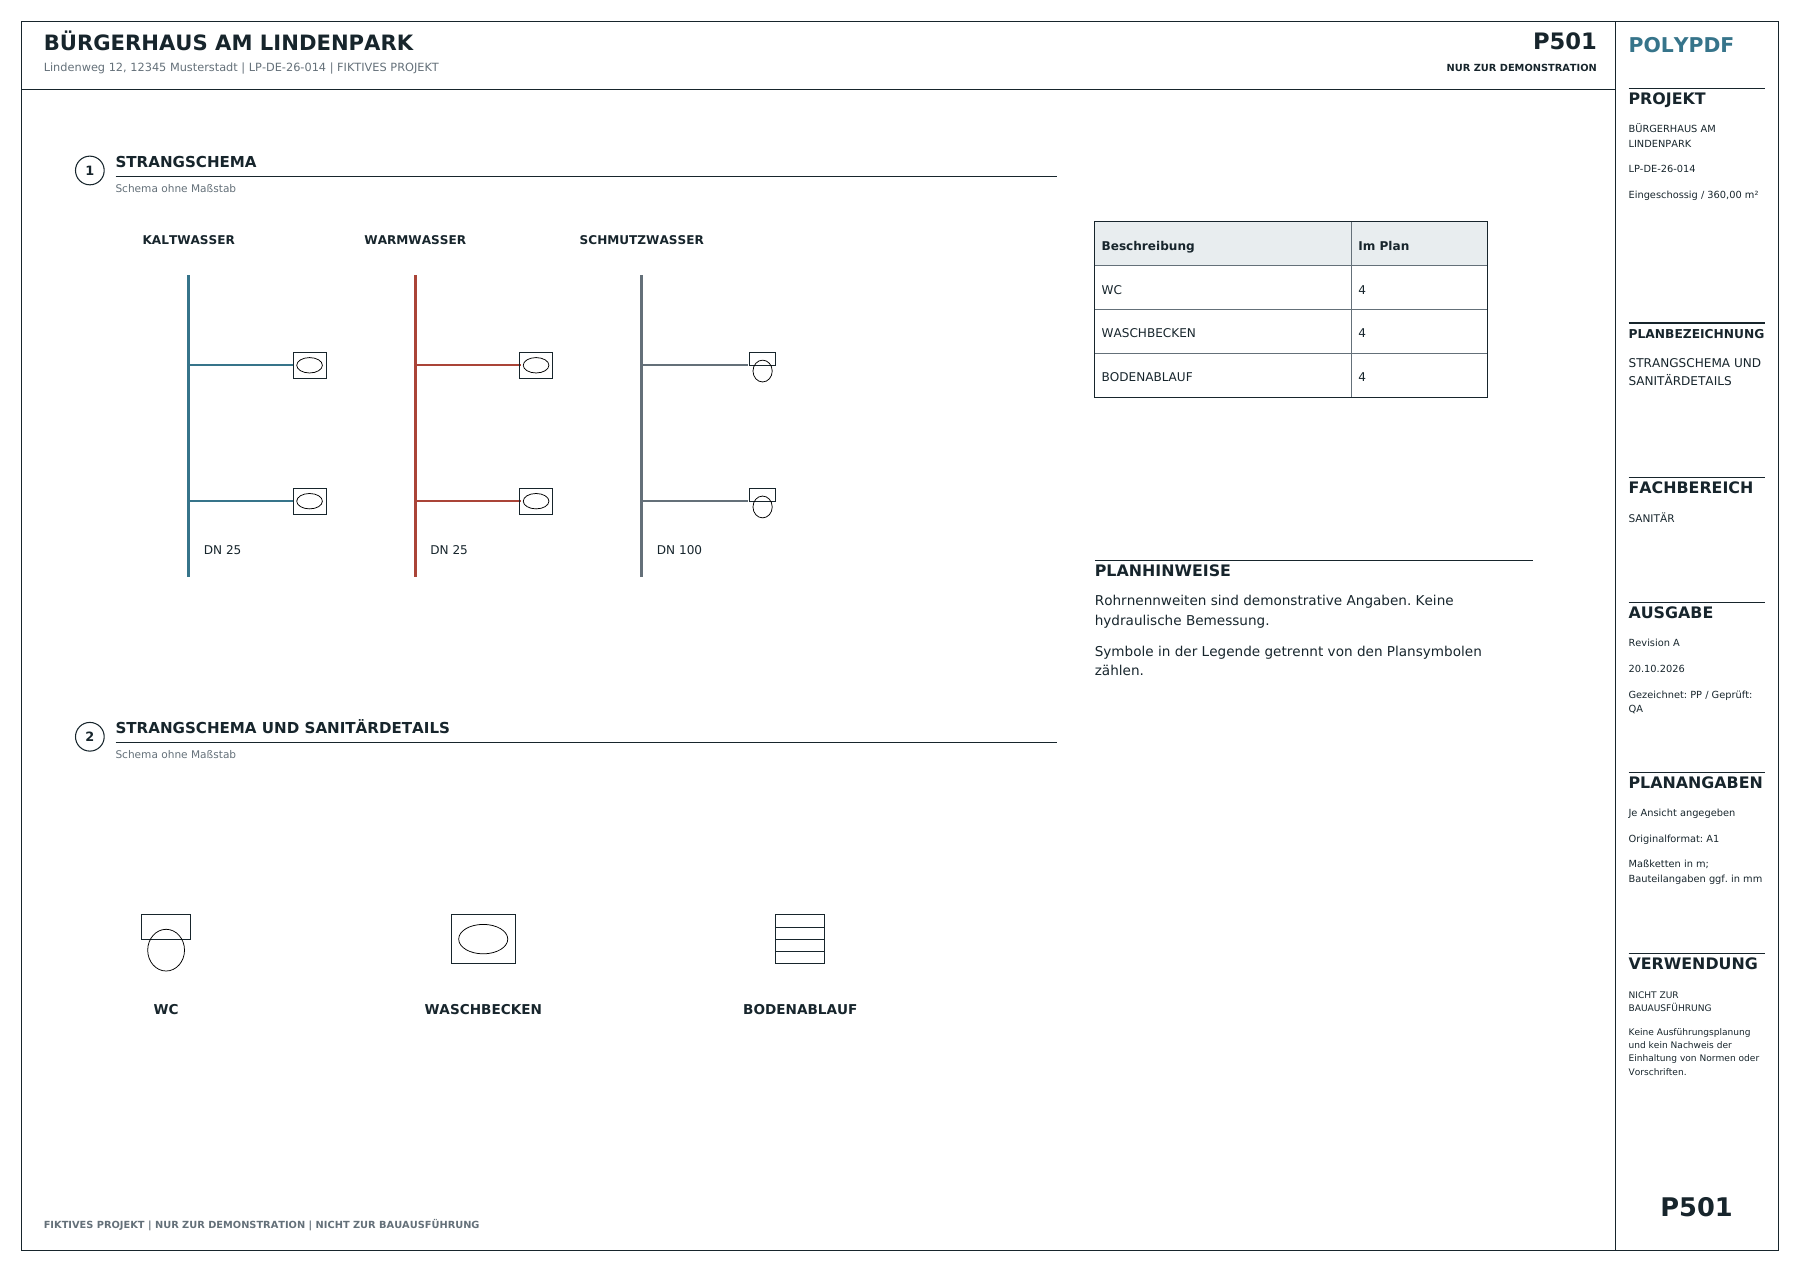 BÜRGERHAUS AM LINDENPARK
Lindenweg 12, 12345 Musterstadt | LP-DE-26-014 | FIKTIVES PROJEKT
P501
NUR ZUR DEMONSTRATION
1
STRANGSCHEMA
Schema ohne Maßstab
KALTWASSER
WARMWASSER
SCHMUTZWASSER
DN 25
DN 25
DN 100
Beschreibung Im Plan
WC 4
WASCHBECKEN 4
BODENABLAUF 4
PLANHINWEISE
Rohrnennweiten sind demonstrative Angaben. Keine
hydraulische Bemessung.
Symbole in der Legende getrennt von den Plansymbolen
zählen.
2
STRANGSCHEMA UND SANITÄRDETAILS
Schema ohne Maßstab
WC
WASCHBECKEN
BODENABLAUF
FIKTIVES PROJEKT | NUR ZUR DEMONSTRATION | NICHT ZUR BAUAUSFÜHRUNG
POLYPDF
PROJEKT
BÜRGERHAUS AM
LINDENPARK
LP-DE-26-014
Eingeschossig / 360,00 m²
PLANBEZEICHNUNG
STRANGSCHEMA UND
SANITÄRDETAILS
FACHBEREICH
SANITÄR
AUSGABE
Revision A
20.10.2026
Gezeichnet: PP / Geprüft:
QA
PLANANGABEN
Je Ansicht angegeben
Originalformat: A1
Maßketten in m;
Bauteilangaben ggf. in mm
VERWENDUNG
NICHT ZUR
BAUAUSFÜHRUNG
Keine Ausführungsplanung
und kein Nachweis der
Einhaltung von Normen oder
Vorschriften.
P501